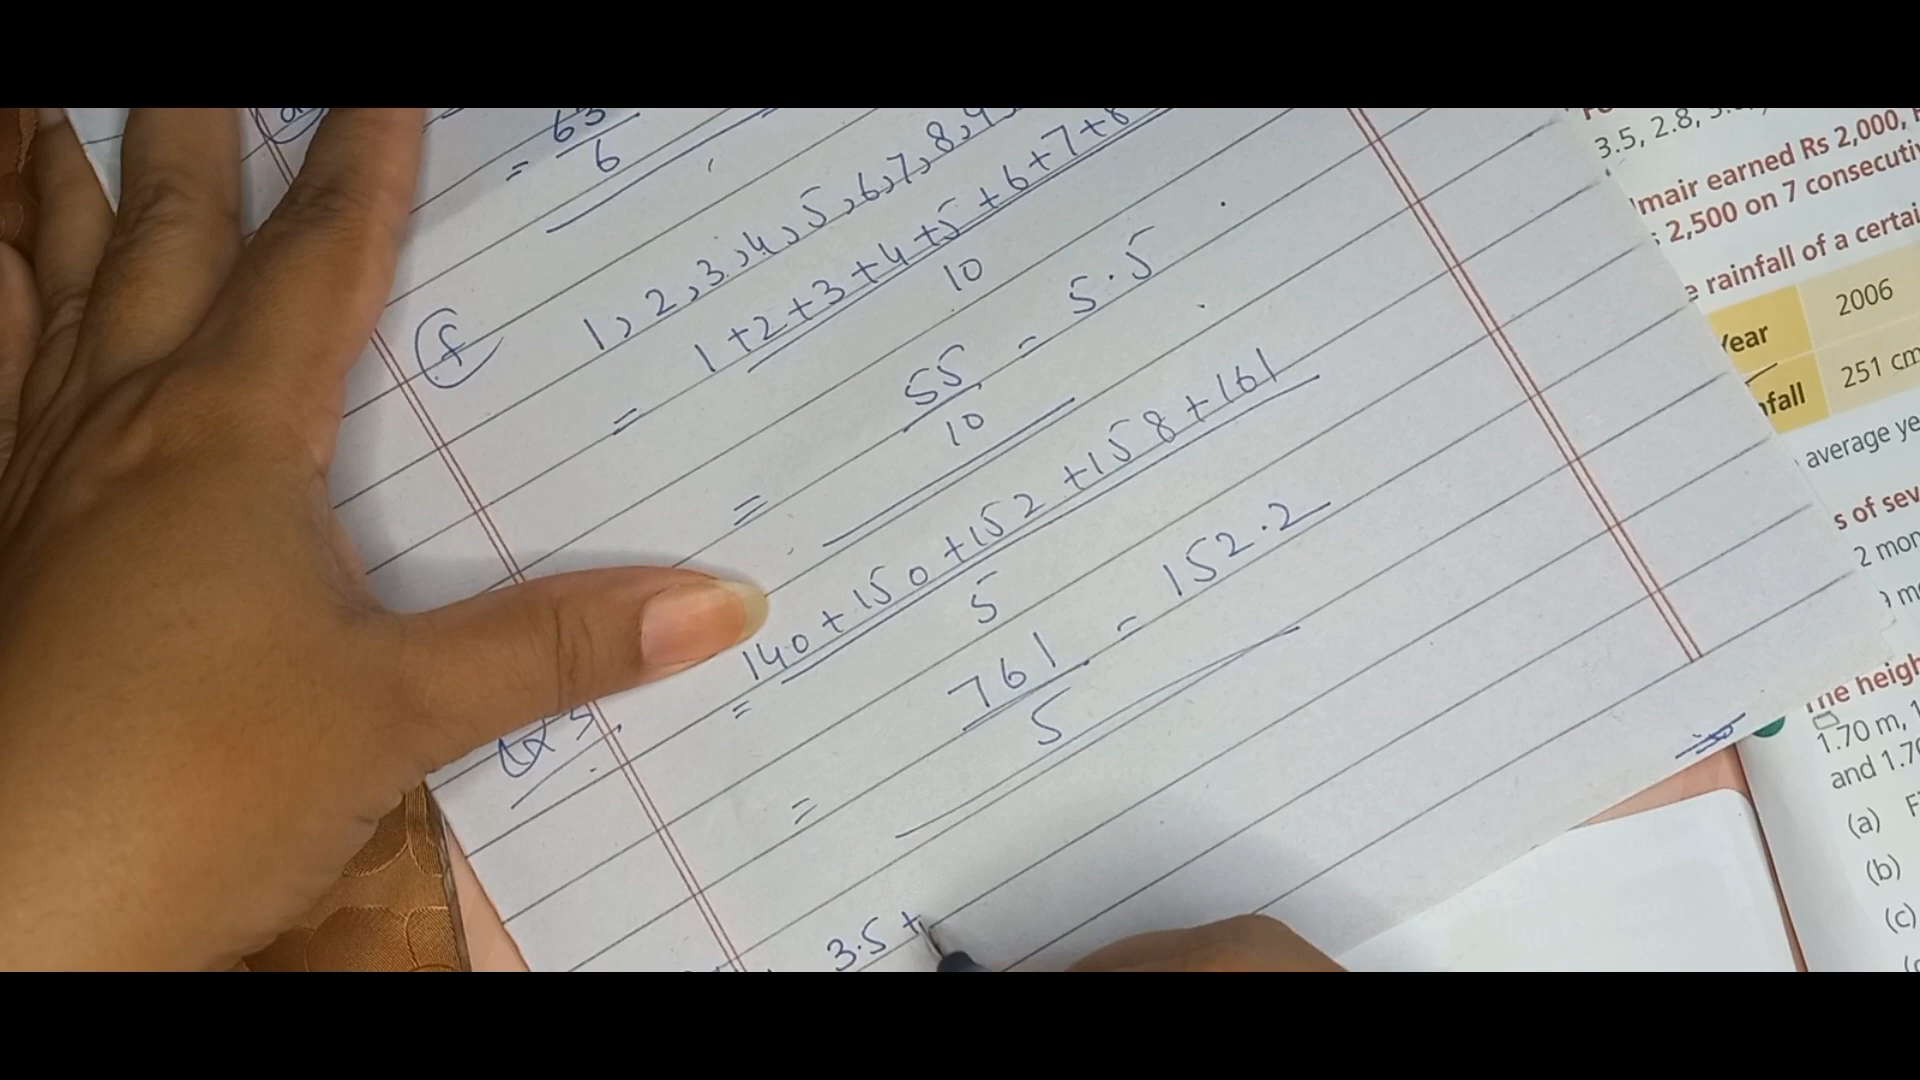 = 63
6
f 1, 2, 3, 4, 5, 6, 7, 8, 9,
= 1+2+3+4+5+6+7+8
10
= 55 = 5.5
10
= 140+150+152+158+161
5
= 761 = 152.2
5
3.5 +
3.5, 2.8,
mair earned Rs 2,000,
2,500 on 7 consecutiv
e rainfall of a certai
Year 2006
nfall 251 cm
average ye
s of sev
2 mon
The heigh
1.70 m, 1
and 1.7
(a) F
(b)
(c)